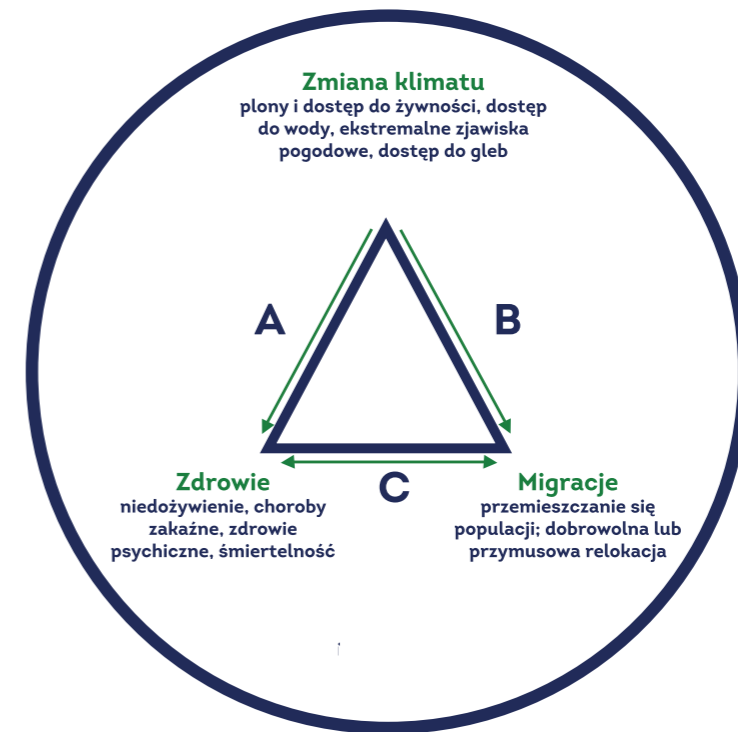 Zmiana klimatu
plony i dostęp do żywności, dostęp
do wody, ekstremalne zjawiska
pogodowe, dostęp do gleb
A
B
C
Zdrowie
niedożywienie, choroby
zakaźne, zdrowie
psychiczne, śmiertelność
Migracje
przemieszczanie się
populacji; dobrowolna lub
przymusowa relokacja